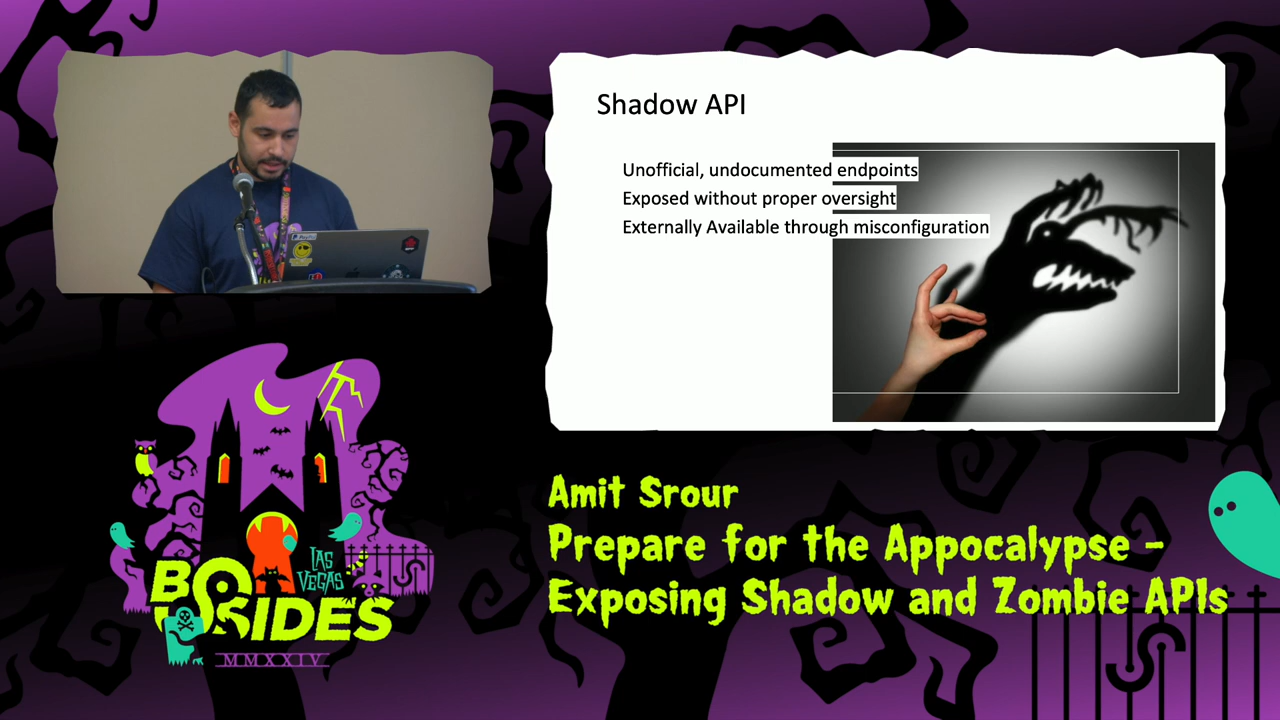 Shadow API
Unofficial, undocumented endpoints
Exposed without proper oversight
Externally Available through misconfiguration
Amit Srour
Prepare for the Appocalypse -
Exposing Shadow and Zombie APIs
LAS
VEGAS
BSIDES
MMXXIV